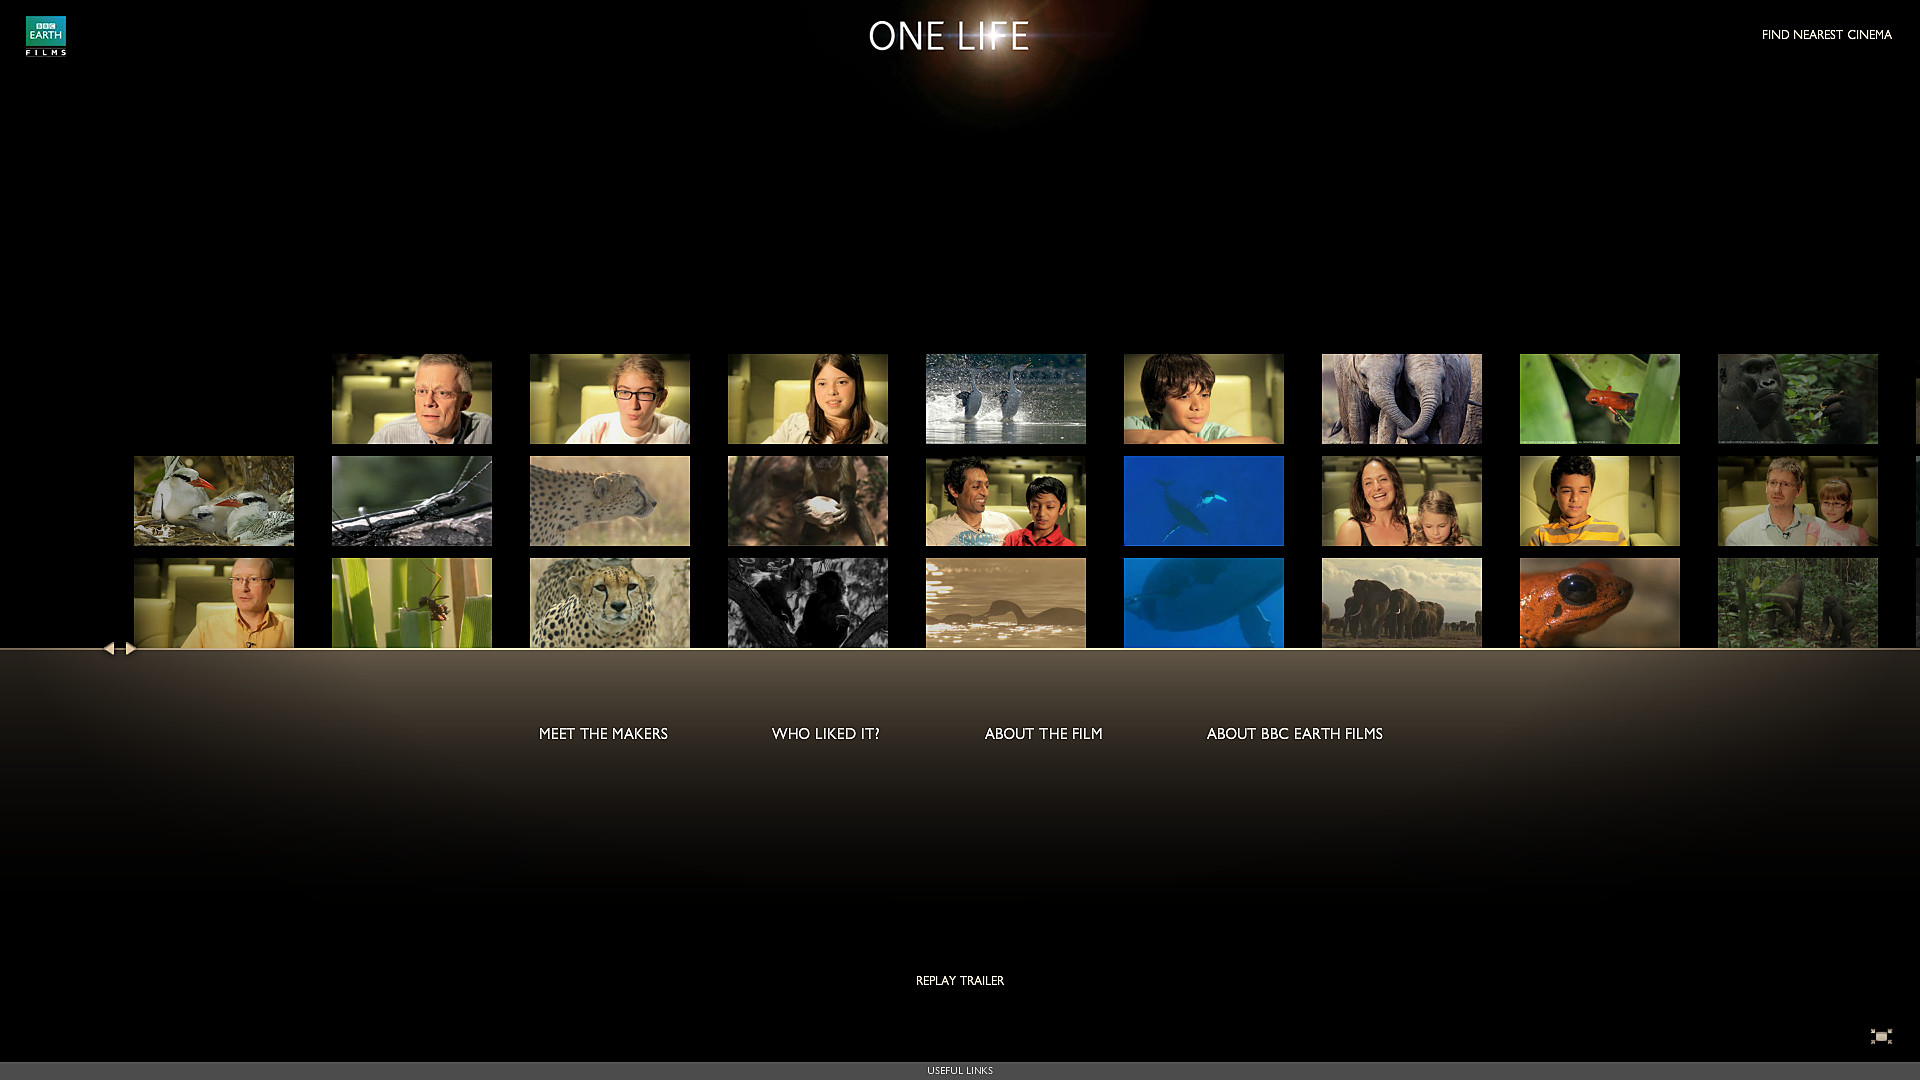 BBC
EARTH
FILMS
ONE LIFE
FIND NEAREST CINEMA
MEET THE MAKERS
WHO LIKED IT?
ABOUT THE FILM
ABOUT BBC EARTH FILMS
REPLAY TRAILER
USEFUL LINKS